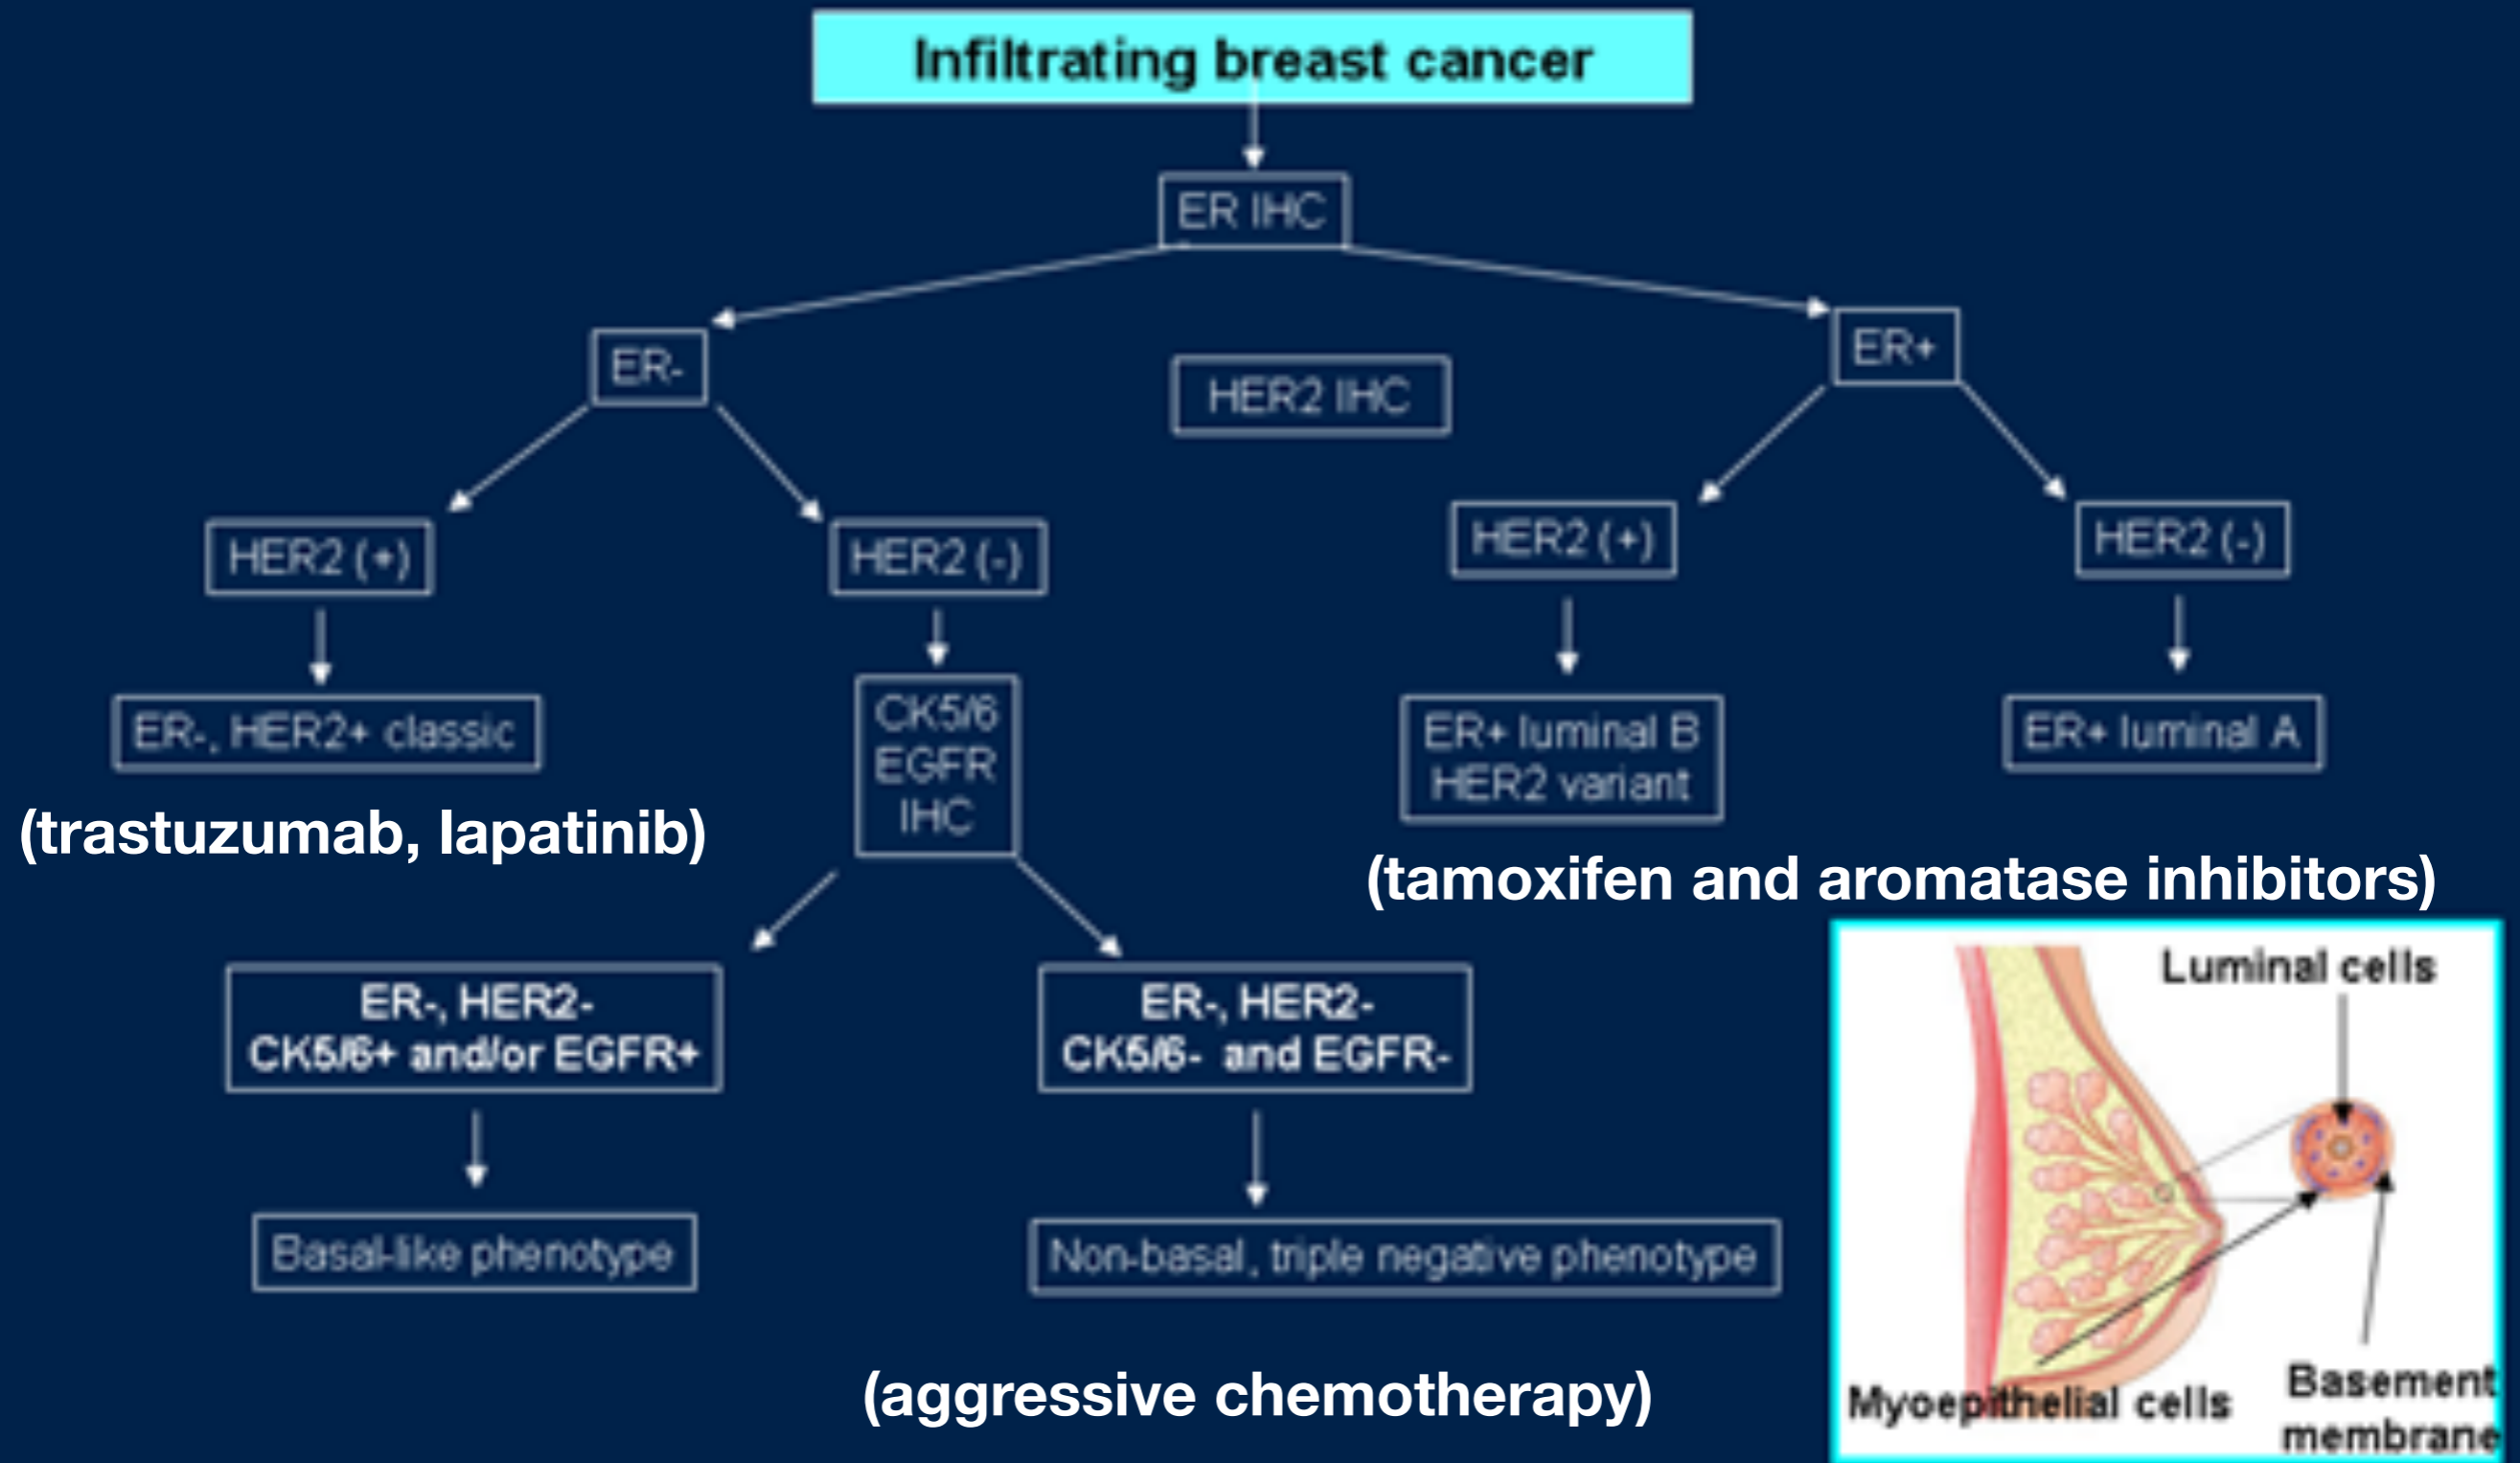 Infiltrating breast cancer
ER IHC
ER-
HER2 IHC
ER+
HER2 (+)
HER2 (-)
HER2 (+)
HER2 (-)
ER-, HER2+ classic
CK5/6
EGFR
IHC
ER+ luminal B
HER2 variant
ER+ luminal A
(trastuzumab, lapatinib)
(tamoxifen and aromatase inhibitors)
ER-, HER2-
CK5/6+ and/or EGFR+
ER-, HER2-
CK5/6- and EGFR-
Basal-like phenotype
Non-basal, triple negative phenotype
(aggressive chemotherapy)
Luminal cells
Myoepithelial cells
Basement
membrane